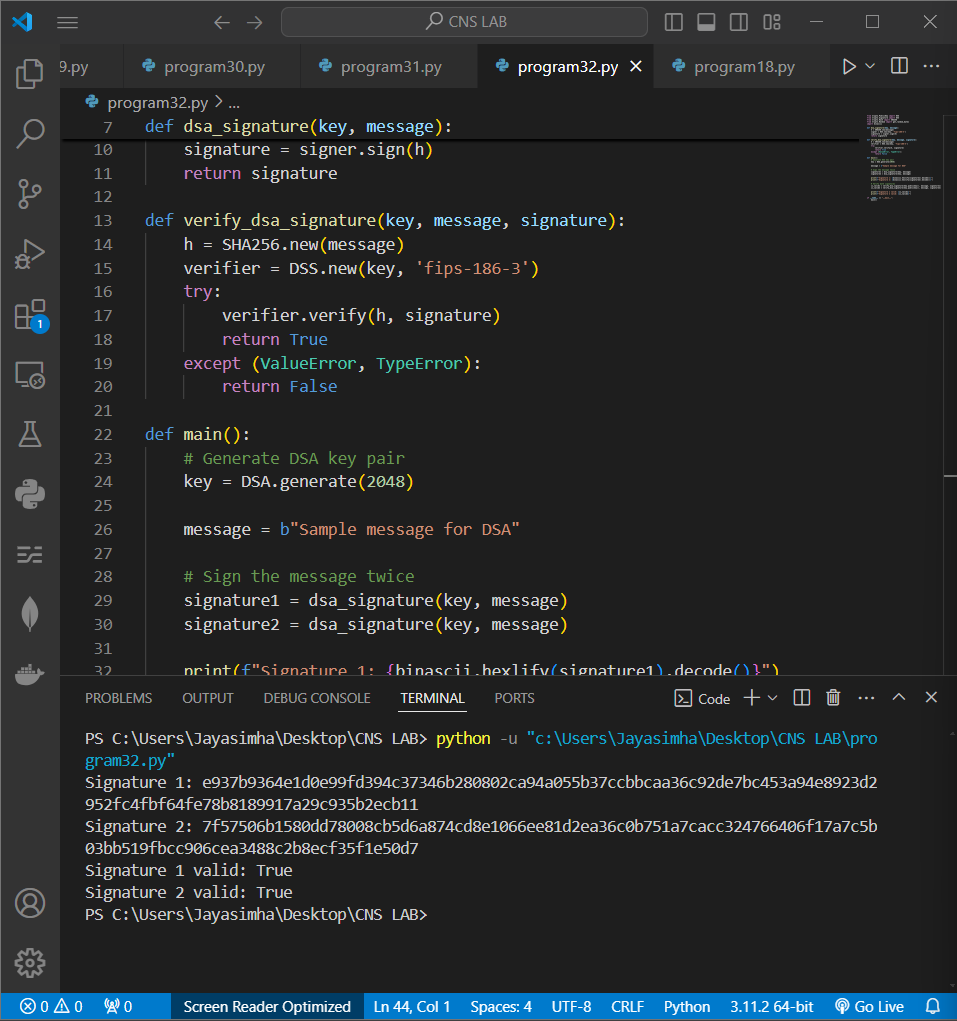 CNS LAB
9.py program30.py program31.py program32.py program18.py
program32.py > ...
7 def dsa_signature(key, message):
10 signature = signer.sign(h)
11 return signature
12
13 def verify_dsa_signature(key, message, signature):
14 h = SHA256.new(message)
15 verifier = DSS.new(key, 'fips-186-3')
16 try:
17 verifier.verify(h, signature)
18 return True
19 except (ValueError, TypeError):
20 return False
21
22 def main():
23 # Generate DSA key pair
24 key = DSA.generate(2048)
25
26 message = b"Sample message for DSA"
27
28 # Sign the message twice
29 signature1 = dsa_signature(key, message)
30 signature2 = dsa_signature(key, message)
31
32 print(f"Signature 1: {binascii.hexlify(signature1).decode()}")
1
PROBLEMS OUTPUT DEBUG CONSOLE TERMINAL PORTS Code
PS C:\Users\Jayasimha\Desktop\CNS LAB> python -u "c:\Users\Jayasimha\Desktop\CNS LAB\pro
gram32.py"
Signature 1: e937b9364e1d0e99fd394c37346b280802ca94a055b37ccbbcaa36c92de7bc453a94e8923d2
952fc4fbf64fe78b8189917a29c935b2ecb11
Signature 2: 7f57506b1580dd78008cb5d6a874cd8e1066ee81d2ea36c0b751a7cacc324766406f17a7c5b
03bb519fbcc906cea3488c2b8ecf35f1e50d7
Signature 1 valid: True
Signature 2 valid: True
PS C:\Users\Jayasimha\Desktop\CNS LAB>
0 0 0 Screen Reader Optimized Ln 44, Col 1 Spaces: 4 UTF-8 CRLF Python 3.11.2 64-bit Go Live